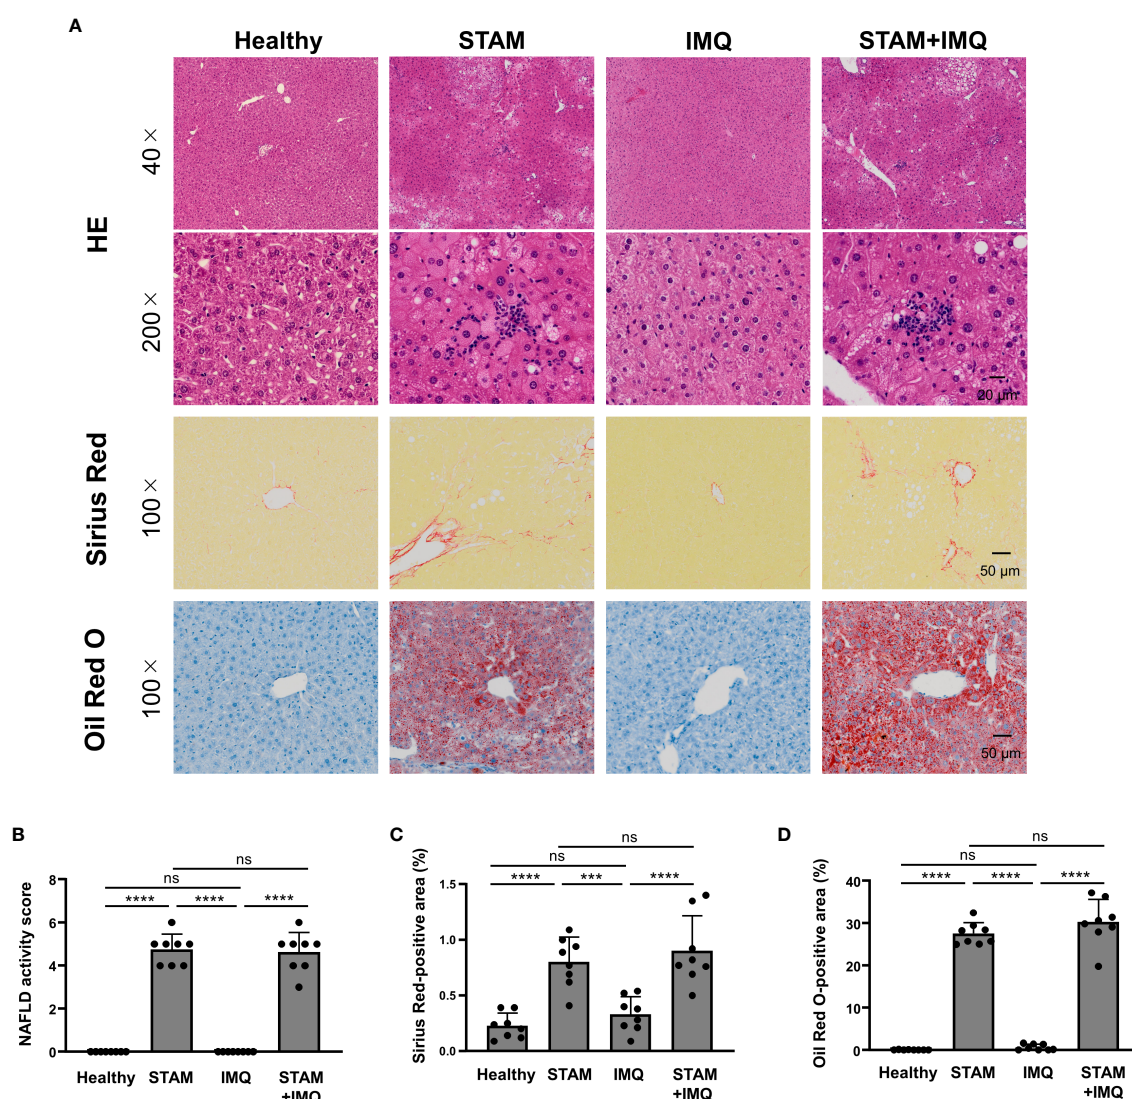 A
Healthy STAM IMQ STAM+IMQ
HE
40×
200×
20 µm
Sirius Red
100×
50 µm
Oil Red O
100×
50 µm
B
NAFLD activity score
ns
ns
**** **** ****
8
6
4
2
0
Healthy STAM IMQ STAM
+IMQ
C
Sirius Red-positive area (%)
ns
ns
**** *** ****
1.5
1.0
0.5
0.0
Healthy STAM IMQ STAM
+IMQ
D
Oil Red O-positive area (%)
ns
ns
**** **** ****
40
30
20
10
0
Healthy STAM IMQ STAM
+IMQ